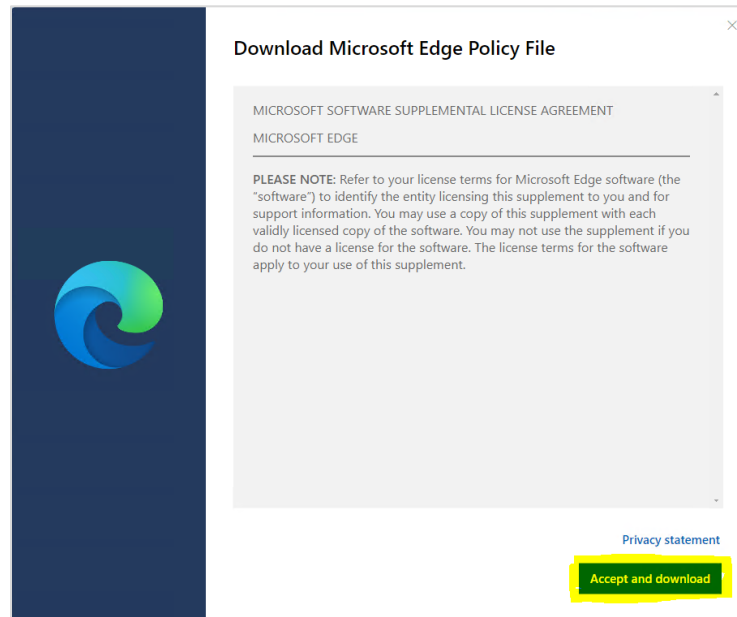 Download Microsoft Edge Policy File
MICROSOFT SOFTWARE SUPPLEMENTAL LICENSE AGREEMENT
MICROSOFT EDGE
PLEASE NOTE: Refer to your license terms for Microsoft Edge software (the
“software”) to identify the entity licensing this supplement to you and for
support information. You may use a copy of this supplement with each
validly licensed copy of the software. You may not use the supplement if you
do not have a license for the software. The license terms for the software
apply to your use of this supplement.
Privacy statement
Accept and download